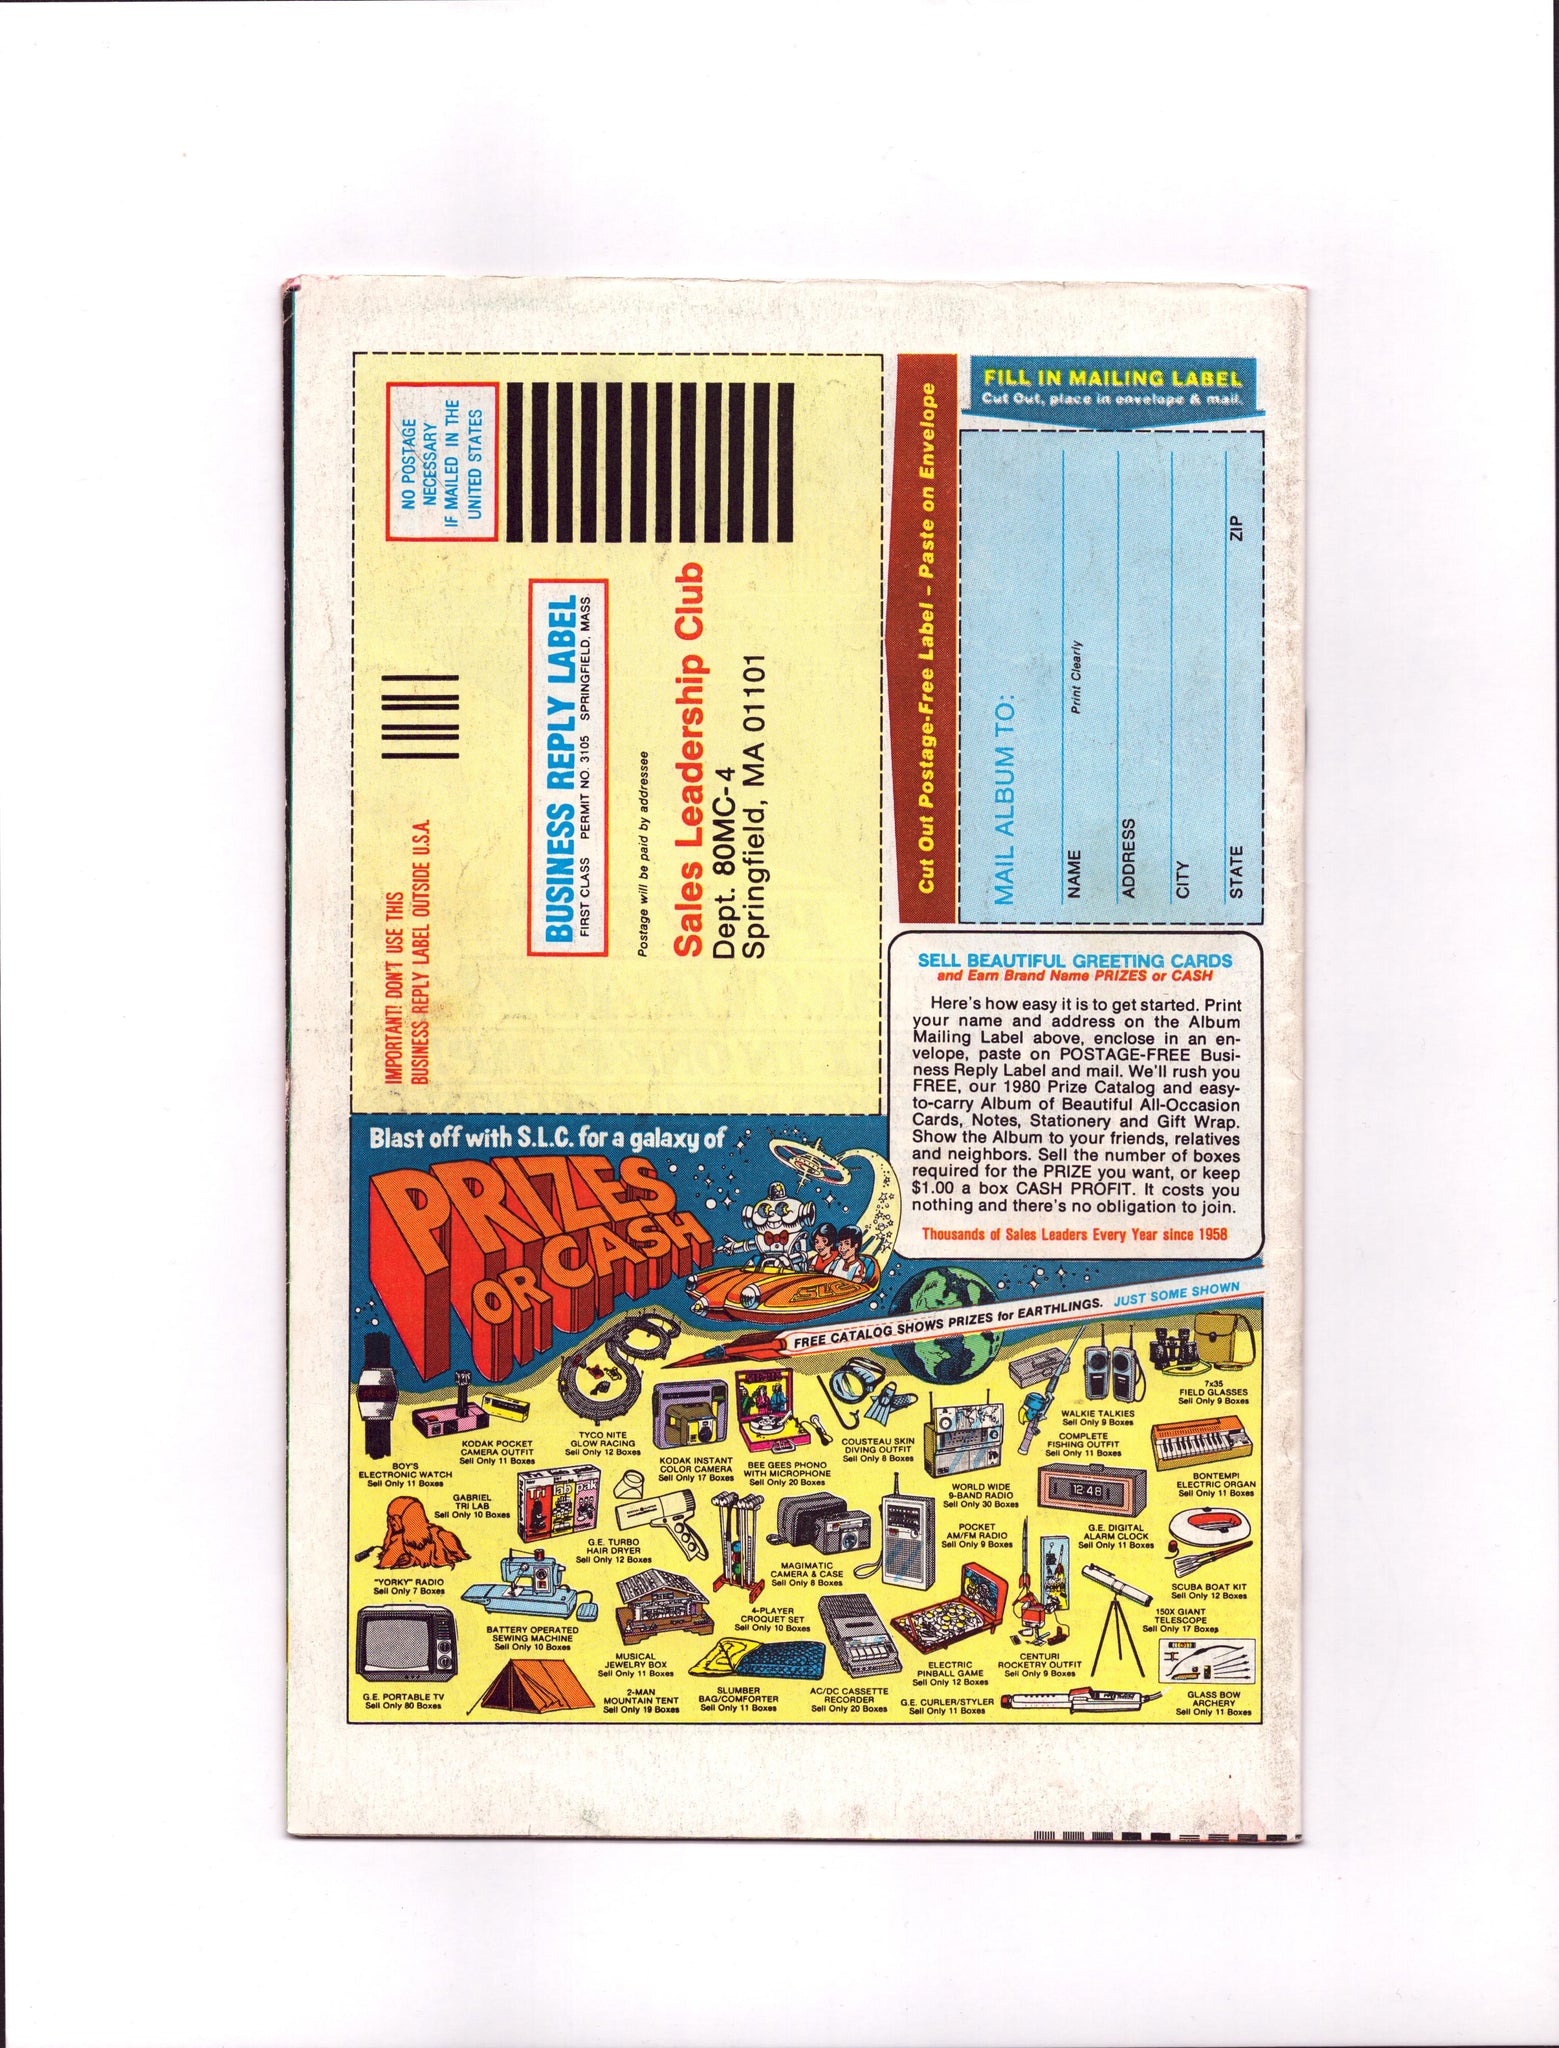 NO POSTAGE
NECESSARY
IF MAILED IN THE
UNITED STATES
IMPORTANT! DON'T USE THIS
BUSINESS REPLY LABEL OUTSIDE U.S.A.
BUSINESS REPLY LABEL
FIRST CLASS PERMIT NO. 3105 SPRINGFIELD, MASS
Postage will be paid by addressee
Sales Leadership Club
Dept. 80MC-4
Springfield, MA 01101
Cut Out Postage-Free Label – Paste on Envelope
FILL IN MAILING LABEL
Cut Out, place in envelope & mail.
MAIL ALBUM TO:
NAME
Print Clearly
ADDRESS
CITY
STATE ZIP
SELL BEAUTIFUL GREETING CARDS
and Earn Brand Name PRIZES or CASH
Here's how easy it is to get started. Print
your name and address on the Album
Mailing Label above, enclose in an en-
velope, paste on POSTAGE-FREE Busi-
ness Reply Label and mail. We'll rush you
FREE, our 1980 Prize Catalog and easy-
to-carry Album of Beautiful All-Occasion
Cards, Notes, Stationery and Gift Wrap.
Show the Album to your friends, relatives
and neighbors. Sell the number of boxes
required for the PRIZE you want, or keep
$1.00 a box CASH PROFIT. It costs you
nothing and there's no obligation to join.
Thousands of Sales Leaders Every Year since 1958
Blast off with S.L.C. for a galaxy of
PRIZES
OR CASH
SLC
FREE CATALOG SHOWS PRIZES for EARTHLINGS. JUST SOME SHOWN
BOY'S
ELECTRONIC WATCH
Sell Only 11 Boxes
KODAK POCKET
CAMERA OUTFIT
Sell Only 11 Boxes
TYCO NITE
GLOW RACING
Sell Only 12 Boxes
KODAK INSTANT
COLOR CAMERA
Sell Only 17 Boxes
BEE GEES PHONO
WITH MICROPHONE
Sell Only 20 Boxes
COUSTEAU SKIN
DIVING OUTFIT
Sell Only 8 Boxes
WORLD WIDE
9-BAND RADIO
Sell Only 30 Boxes
WALKIE TALKIES
Sell Only 9 Boxes
COMPLETE
FISHING OUTFIT
Sell Only 11 Boxes
7x35
FIELD GLASSES
Sell Only 9 Boxes
BONTEMPI
ELECTRIC ORGAN
Sell Only 11 Boxes
GABRIEL
TRI LAB
Sell Only 10 Boxes
Tri lab pak
G.E. TURBO
HAIR DRYER
Sell Only 12 Boxes
MAGIMATIC
CAMERA & CASE
Sell Only 8 Boxes
POCKET
AM/FM RADIO
Sell Only 9 Boxes
12 48
G.E. DIGITAL
ALARM CLOCK
Sell Only 11 Boxes
SCUBA BOAT KIT
Sell Only 12 Boxes
"YORKY" RADIO
Sell Only 7 Boxes
BATTERY OPERATED
SEWING MACHINE
Sell Only 10 Boxes
MUSICAL
JEWELRY BOX
Sell Only 11 Boxes
4-PLAYER
CROQUET SET
Sell Only 10 Boxes
ELECTRIC
PINBALL GAME
Sell Only 12 Boxes
CENTURI
ROCKETRY OUTFIT
Sell Only 9 Boxes
150X GIANT
TELESCOPE
Sell Only 17 Boxes
G.E. PORTABLE TV
Sell Only 80 Boxes
2-MAN
MOUNTAIN TENT
Sell Only 19 Boxes
SLUMBER
BAG/COMFORTER
Sell Only 11 Boxes
AC/DC CASSETTE
RECORDER
Sell Only 20 Boxes
G.E. CURLER/STYLER
Sell Only 11 Boxes
GLASS BOW
ARCHERY
Sell Only 11 Boxes